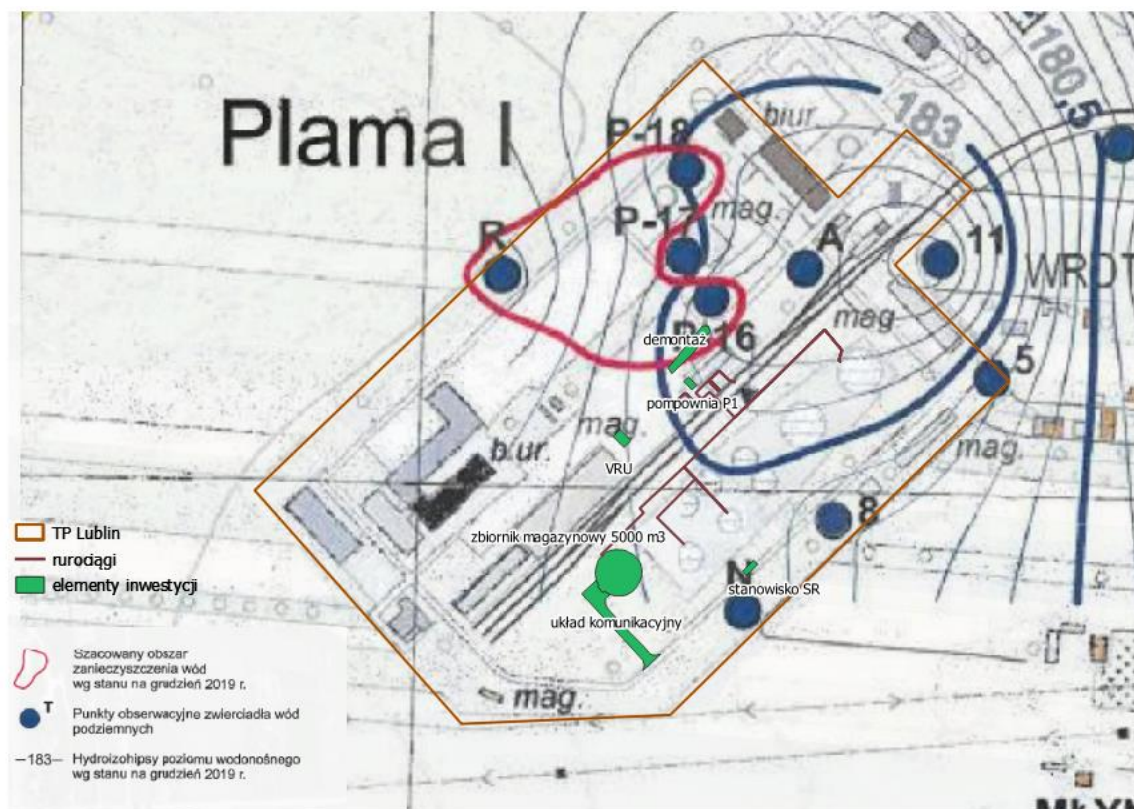 Plama I
P-18
biur.
183
180,5
mag.
P-17
R
A
11
mag.
P-16
demontaż
5
pompownia P1
mag.
mag.
VRU
zbiornik magazynowy 5000 m3
8
N
stanowisko SR
układ komunikacyjny
mag.
TP Lublin
rurociągi
elementy inwestycji
Szacowany obszar
zanieczyszczenia wód
wg stanu na grudzień 2019 r.
T
Punkty obserwacyjne zwierciadła wód
podziemnych
—183— Hydroizohipsy poziomu wodonośnego
wg stanu na grudzień 2019 r.